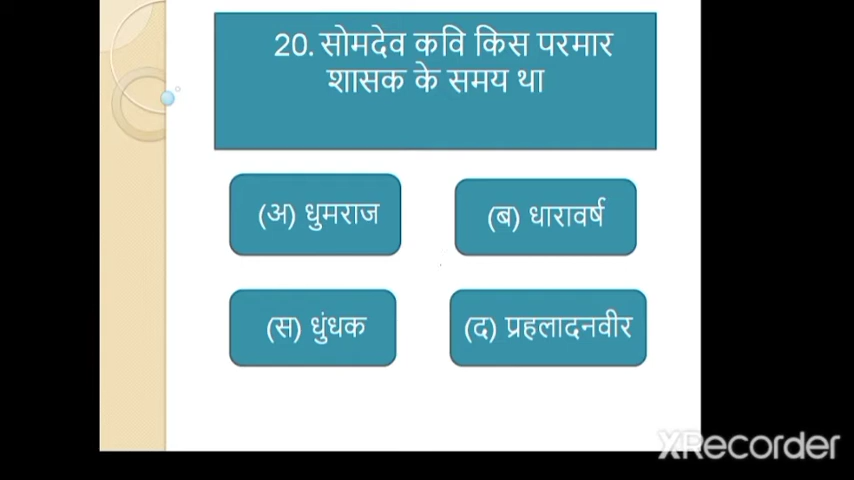 20. सोमदेव कवि किस परमार
शासक के समय था
(अ) धुमराज
(ब) धारावर्ष
(स) धुंधक
(द) प्रहलादनवीर
XRecorder